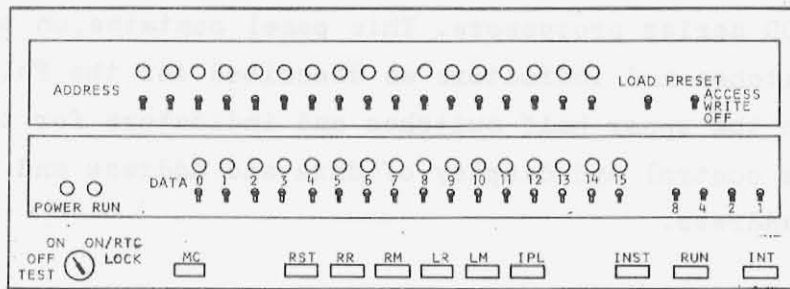 ADDRESS LOAD PRESET
ACCESS
WRITE
OFF
DATA 0 1 2 3 4 5 6 7 8 9 10 11 12 13 14 15
POWER RUN 8 4 2 1
ON ON/RTC
OFF LOCK
TEST
MC RST RR RM LR LM IPL INST RUN INT